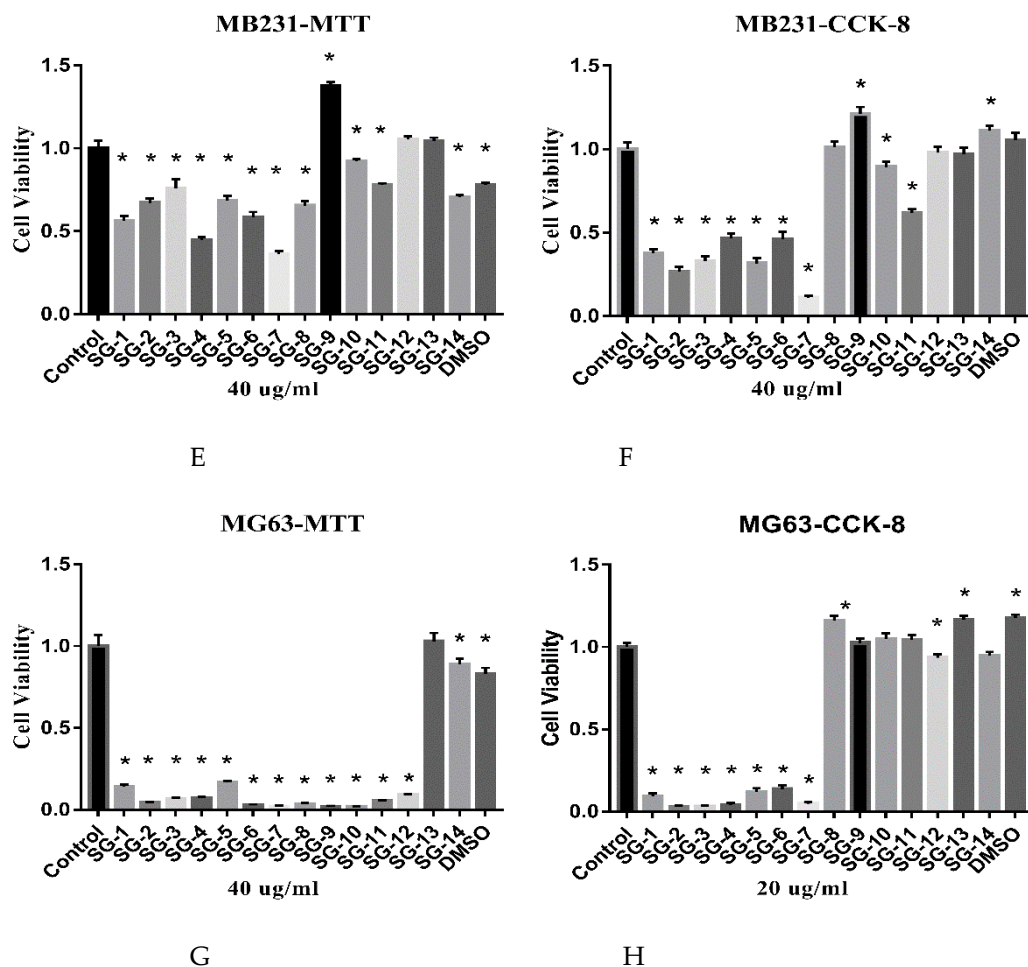 MB231-MTT
Cell Viability
1.5
1.0
0.5
0.0
* * * * * * * * * * * * *
Control SG-1 SG-2 SG-3 SG-4 SG-5 SG-6 SG-7 SG-8 SG-9 SG-10 SG-11 SG-12 SG-13 SG-14 DMSO
40 ug/ml
E
MB231-CCK-8
Cell Viability
1.5
1.0
0.5
0.0
* * * * * * * * * * *
Control SG-1 SG-2 SG-3 SG-4 SG-5 SG-6 SG-7 SG-8 SG-9 SG-10 SG-11 SG-12 SG-13 SG-14 DMSO
40 ug/ml
F
MG63-MTT
Cell Viability
1.5
1.0
0.5
0.0
* * * * * * * * * * * * * *
Control SG-1 SG-2 SG-3 SG-4 SG-5 SG-6 SG-7 SG-8 SG-9 SG-10 SG-11 SG-12 SG-13 SG-14 DMSO
40 ug/ml
G
MG63-CCK-8
Cell Viability
1.5
1.0
0.5
0.0
* * * * * * * * * * *
Control SG-1 SG-2 SG-3 SG-4 SG-5 SG-6 SG-7 SG-8 SG-9 SG-10 SG-11 SG-12 SG-13 SG-14 DMSO
20 ug/ml
H